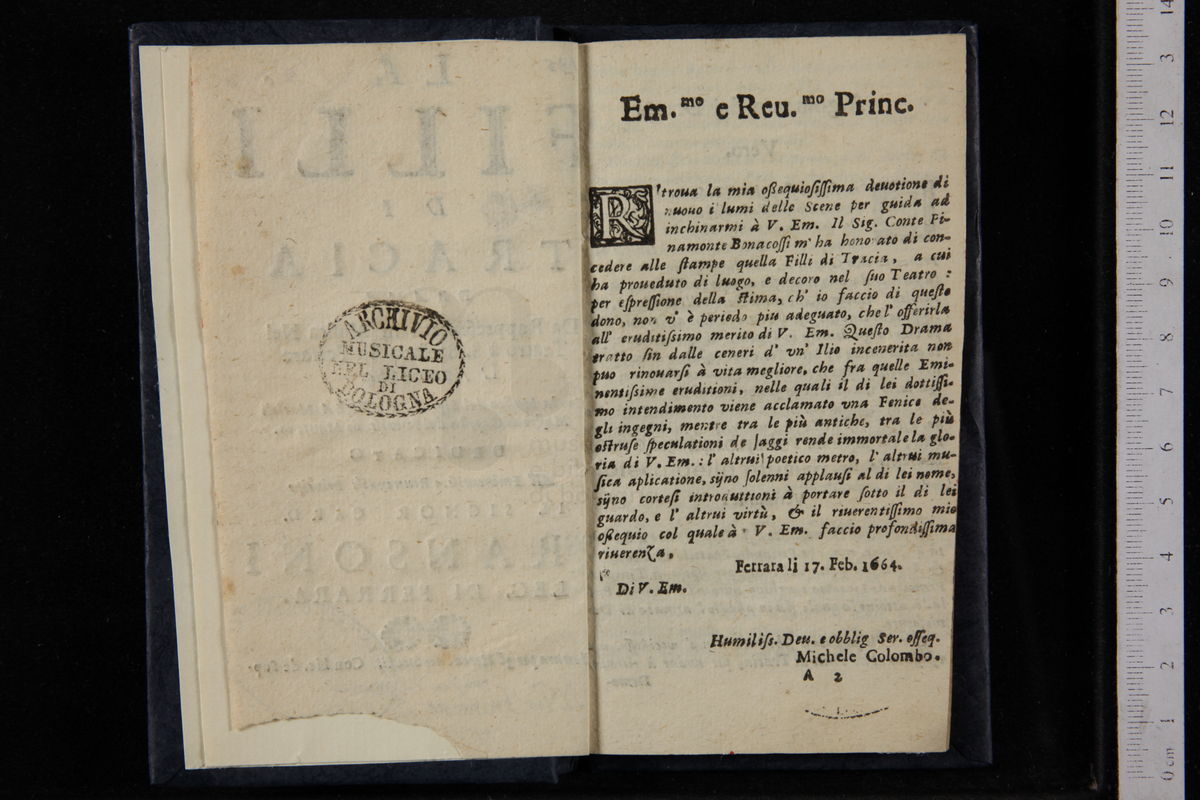 ARCHIVIO
MUSICALE
DEL LICEO
DI
BOLOGNA
Em.mo e Reu.mo Princ.
R'troua la mia oßequiosissima deuotione di
nuouo i lumi delle Scene per guida ad
inchinarmi à V. Em. Il Sig. Conte Pi-
namonte Bonacossi m'ha honorato di con-
cedere alle stampe quella Filli di Tracia, a cui
ha proueduto di luogo, e decoro nel suo Teatro :
per espressione della stima, ch' io faccio di questo
dono, non v' è periedo piu adeguato, che l' offerirla
all' eruditissimo merito di V. Em. Questo Drama
tratto sin dalle ceneri d' vn' Ilio incenerita non
puo rinouarsi à vita megliore, che fra quelle Emi-
nentissime eruditioni, nelle quali il di lei dottissi-
mo intendimento viene acclamato vna Fenice de-
gli ingegni, mentre tra le più antiche, tra le più
ostruse speculationi de saggi rende immortale la glo-
ria di V. Em. : l' altrui poetico metro, l' altrui mu-
sica aplicatione, sijno solenni applausi al di lei nome,
sijno cortesi introduttioni à portare sotto il di lei
guardo, e l' altrui virtù, & il riuerentissimo mio
oßequio col quale à V. Em. faccio profondissima
riuerenza.
Ferrara li 17. Feb. 1664.
Di V. Em.
Humiliss. Deu. e obblig Ser. osseq.
Michele Colombo.
A 2